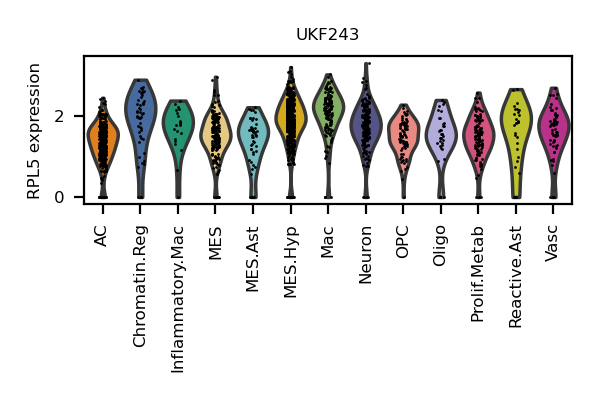 UKF243
RPL5 expression
2
0
AC
Chromatin.Reg
Inflammatory.Mac
MES
MES.Ast
MES.Hyp
Mac
Neuron
OPC
Oligo
Prolif.Metab
Reactive.Ast
Vasc